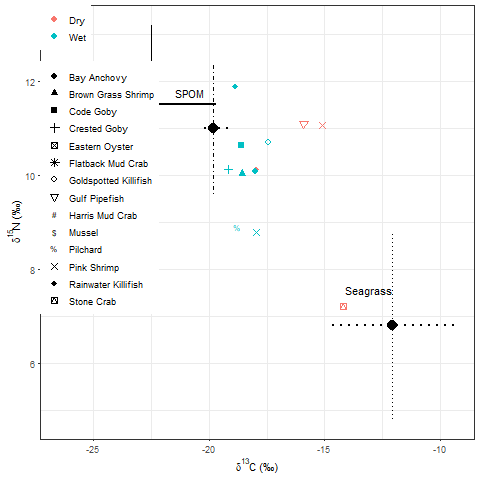 Dry
Wet
Bay Anchovy
Brown Grass Shrimp
Code Goby
Crested Goby
Eastern Oyster
Flatback Mud Crab
Goldspotted Killifish
Gulf Pipefish
# Harris Mud Crab
$ Mussel
% Pilchard
Pink Shrimp
Rainwater Killifish
Stone Crab
SPOM
%
Seagrass
12
10
8
6
δ15N (‰)
-25 -20 -15 -10
δ13C (‰)